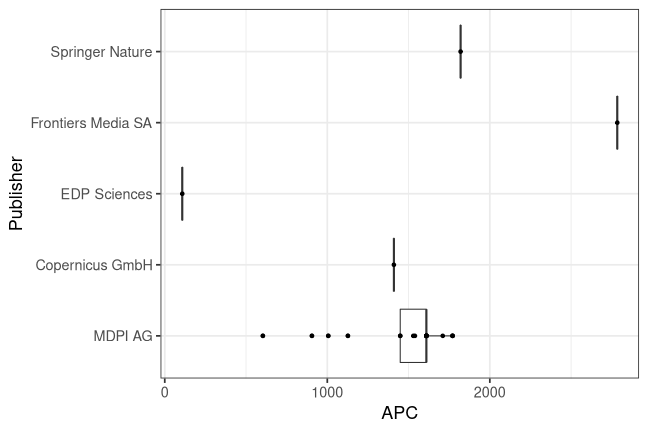 Springer Nature
Frontiers Media SA
EDP Sciences
Copernicus GmbH
MDPI AG
Publisher
0
1000
2000
APC